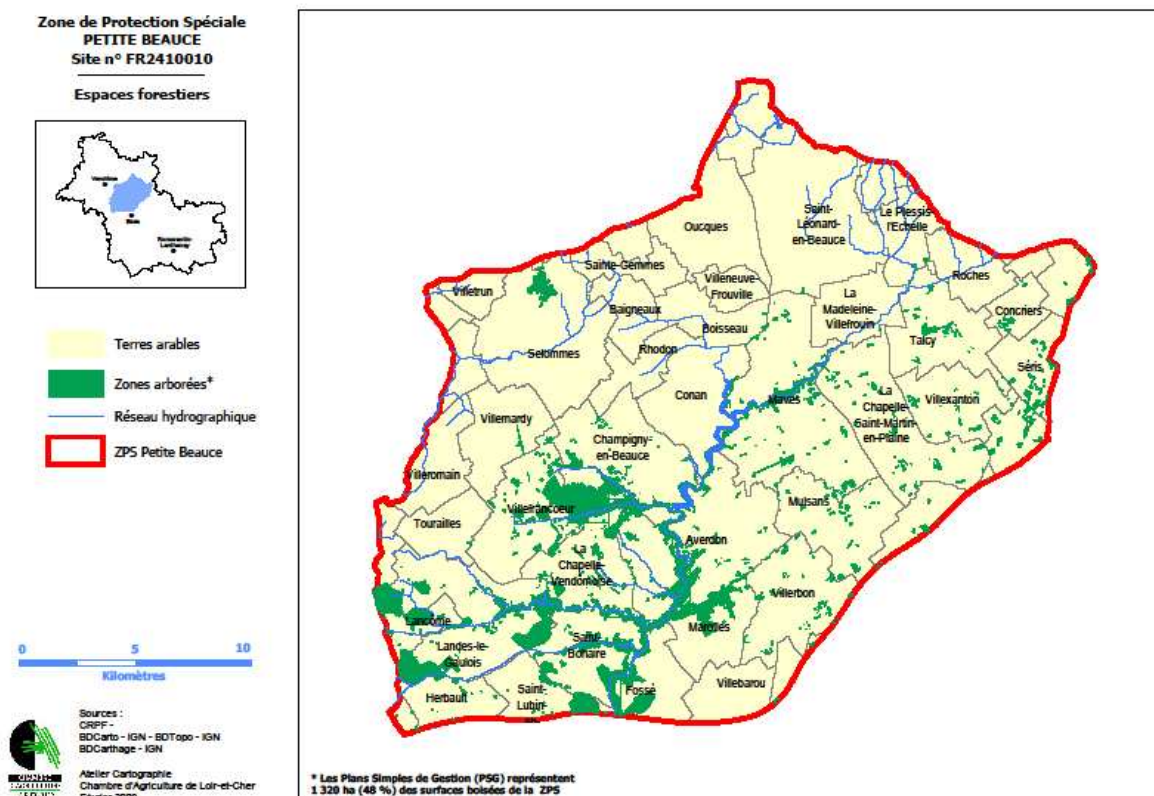 Zone de Protection Spéciale
PETITE BEAUCE
Site n° FR2410010
Espaces forestiers
Vendôme
Blois
Romorantin-
Lanthenay
Terres arables
Zones arborées*
Réseau hydrographique
ZPS Petite Beauce
0 5 10
Kilomètres
Sources :
CRPF -
BDCarto - IGN - BDTopo - IGN
BDCarthage - IGN
Atelier Cartographie
Chambre d'Agriculture de Loir-et-Cher
Oucques
Saint-
Léonard-
en-Beauce
Le Plessis-
l'Echelle
Sainte-Gemmes
Villeneuve-
Frouville
Roches
Villetrun
Baigneaux
La
Madeleine-
Villefrouin
Concriers
Boisseau
Talcy
Rhodon
Selommes
Séris
Conan
Maves
La
Chapelle-
Saint-Martin-
en-Plaine
Villexanton
Villemardy
Champigny-
en-Beauce
Villeromain
Villefrancoeur
Mulsans
Tourailles
Averdon
La
Chapelle-
Vendomoise
Villerbon
Lancôme
Marolles
Landes-le-
Gaulois
Saint-
Bohaire
Herbault
Saint-
Lubin-
Fossé
Villebarou
* Les Plans Simples de Gestion (PSG) représentent
1 320 ha (48 %) des surfaces boisées de la ZPS